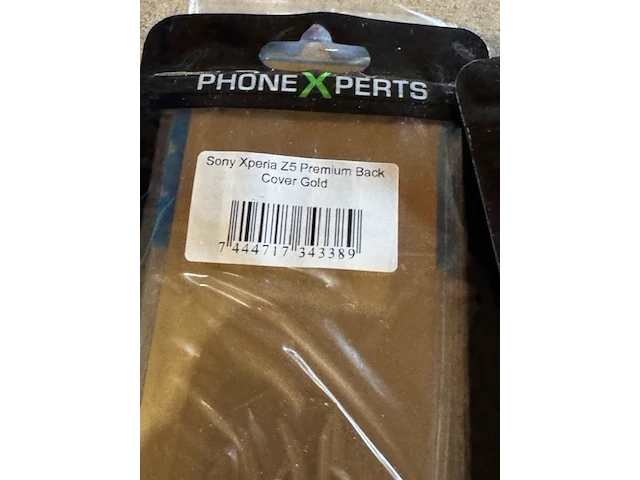 PHONEXPERTS
Sony Xperia Z5 Premium Back
Cover Gold
7 444717 343389